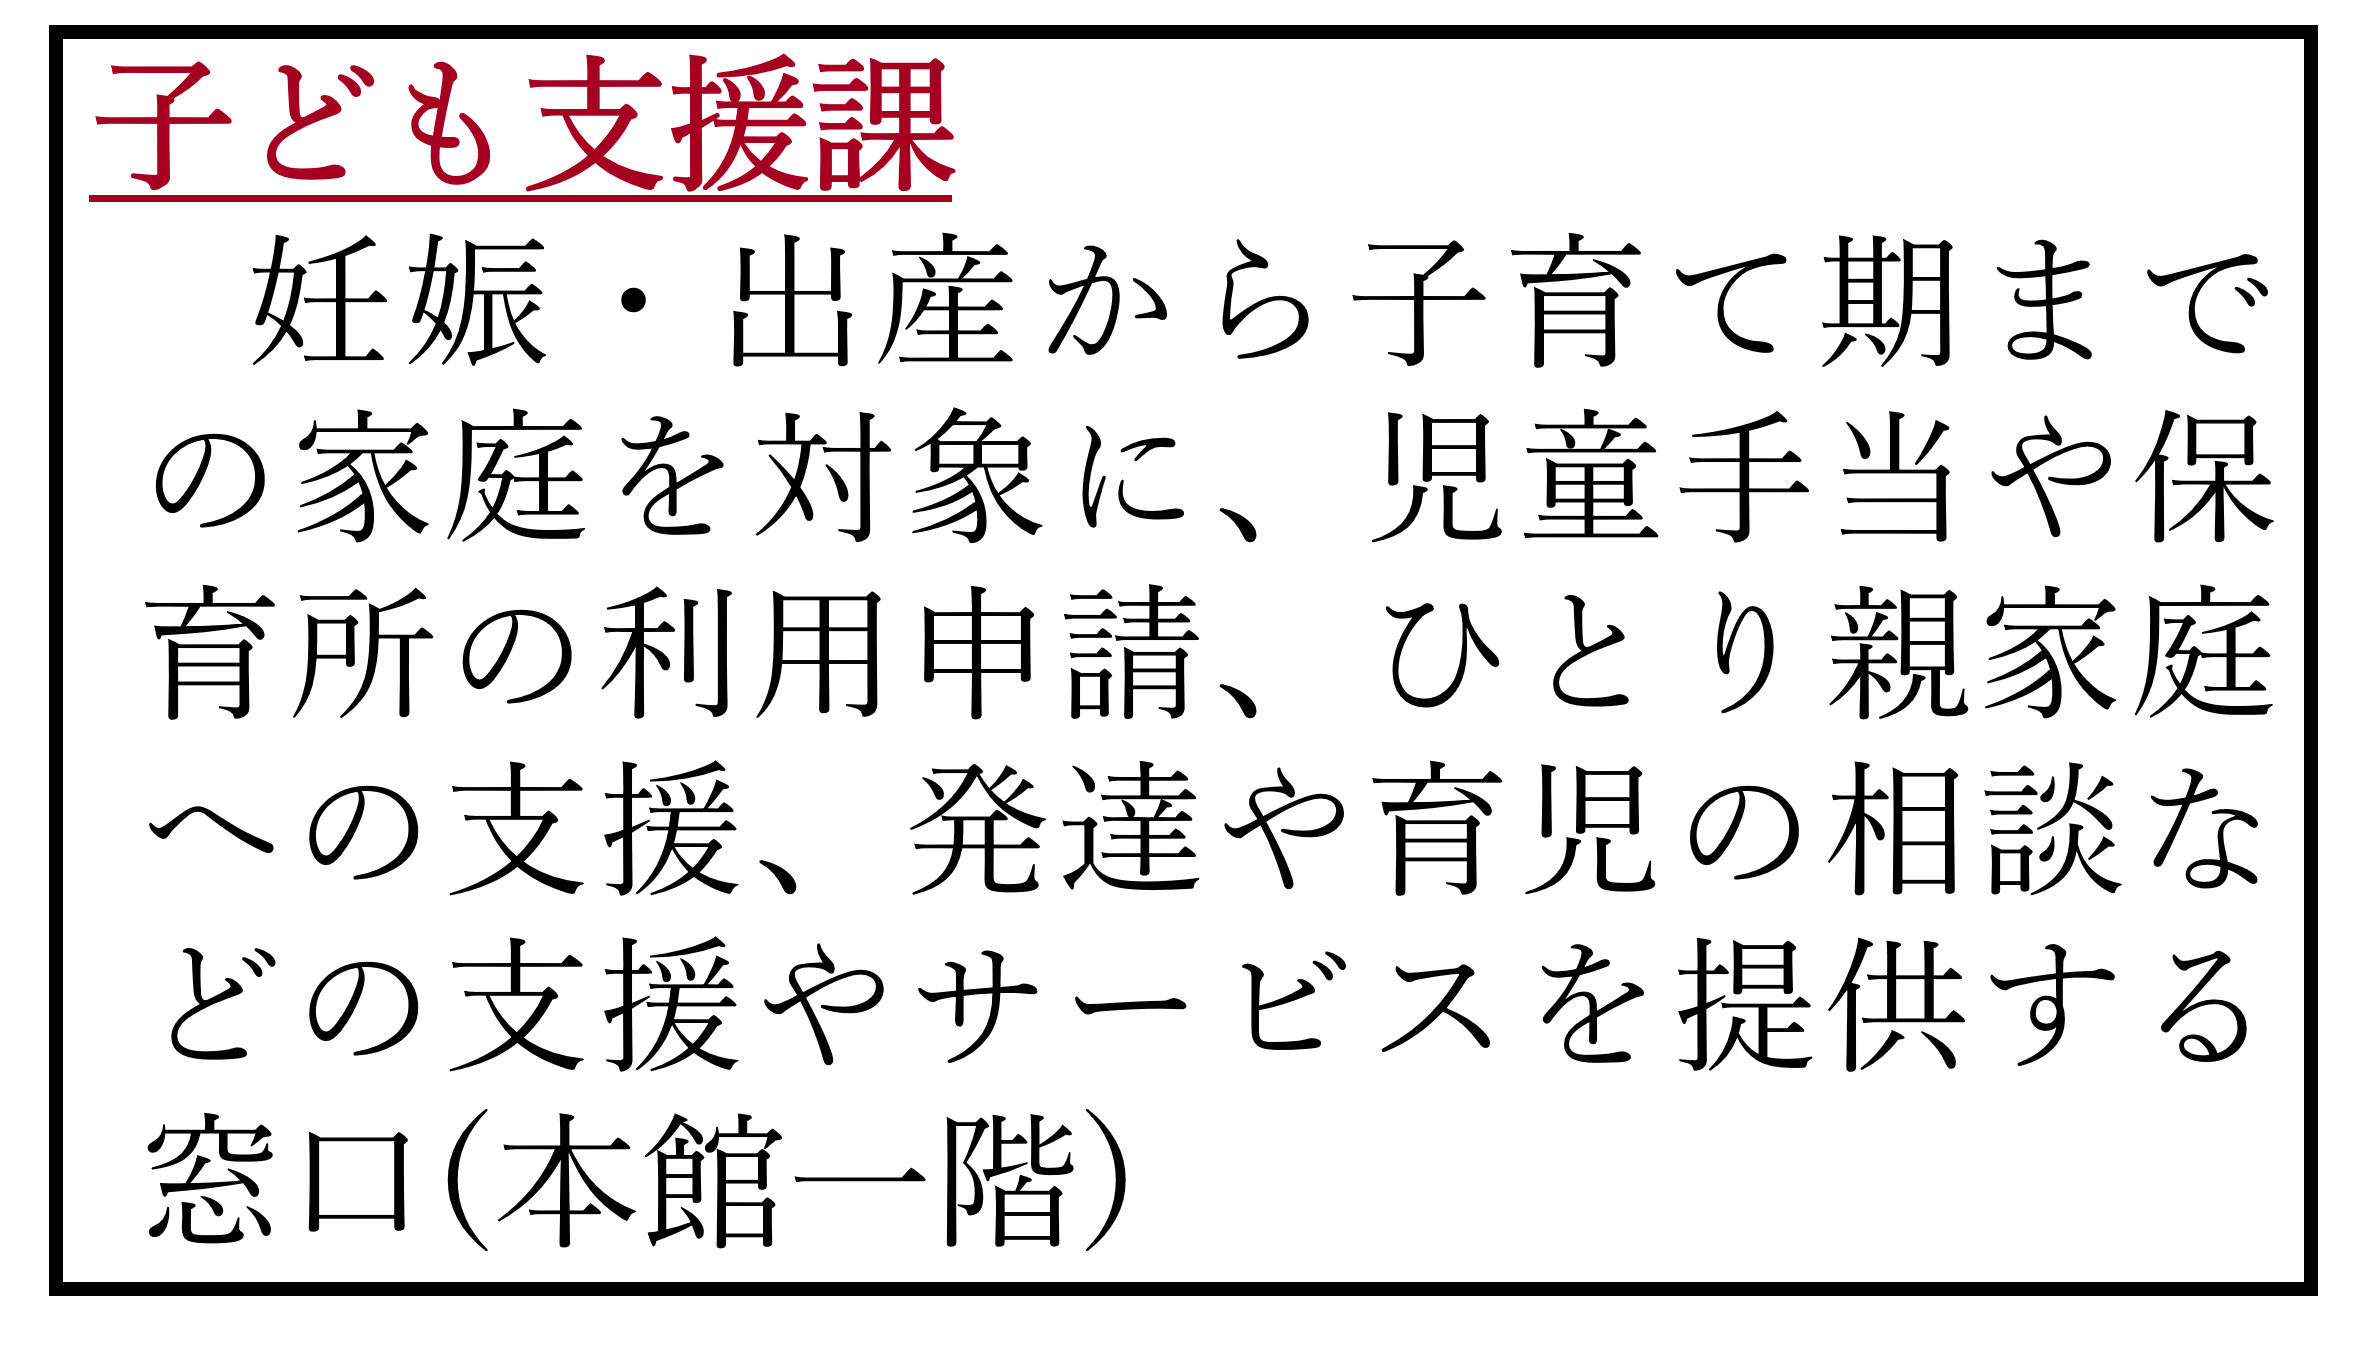 子ども支援課
妊娠・出産から子育て期まで
の家庭を対象に、児童手当や保
育所の利用申請、ひとり親家庭
への支援、発達や育児の相談な
どの支援やサービスを提供する
窓口(本館一階)